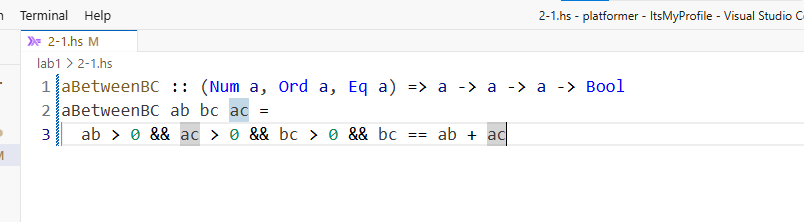 Terminal Help
2-1.hs - platformer - ItsMyProfile - Visual Studio C
2-1.hs M
lab1 > 2-1.hs
1 aBetweenBC :: (Num a, Ord a, Eq a) => a -> a -> a -> Bool
2 aBetweenBC ab bc ac =
3 ab > 0 && ac > 0 && bc > 0 && bc == ab + ac
M